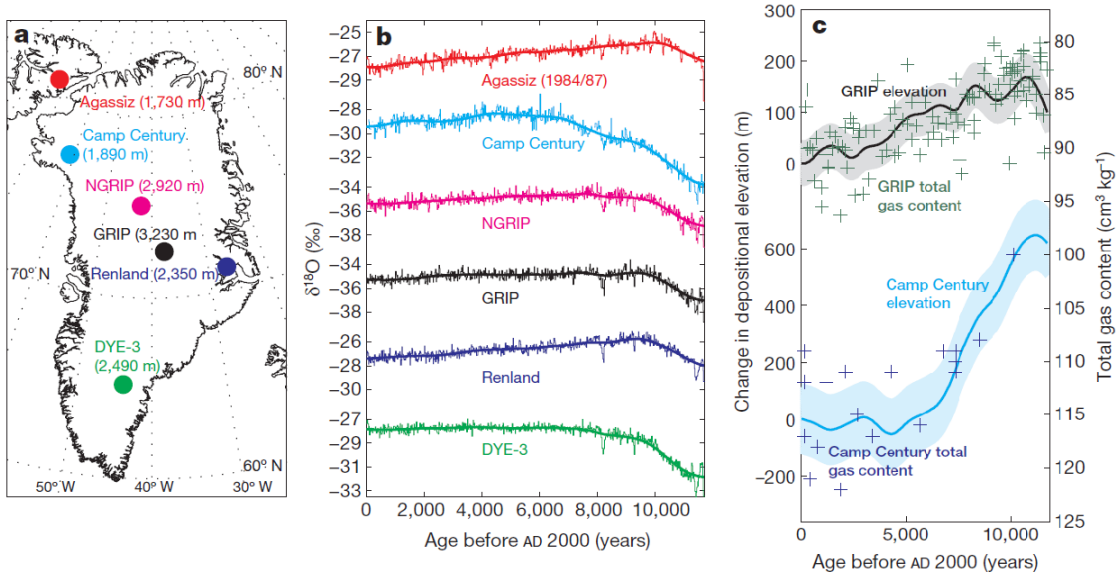 a
80° N
Agassiz (1,730 m)
Camp Century
(1,890 m)
NGRIP (2,920 m)
GRIP (3,230 m
70° N
Renland (2,350 m)
DYE-3
(2,490 m)
60° N
50° W
40° W
30° W
b
δ18O (‰)
−25
−27
−29
Agassiz (1984/87)
−28
−30
−32
Camp Century
−34
−36
−38
NGRIP
−34
−36
−38
GRIP
−26
−28
−30
Renland
−27
−29
−31
−33
DYE-3
0
2,000
4,000
6,000
8,000
10,000
Age before AD 2000 (years)
c
Change in depositional elevation (m)
300
200
100
0
600
400
200
0
−200
GRIP elevation
GRIP total
gas content
Camp Century
elevation
Camp Century total
gas content
80
85
90
95
100
105
110
115
120
125
Total gas content (cm3 kg−1)
0
5,000
10,000
Age before AD 2000 (years)